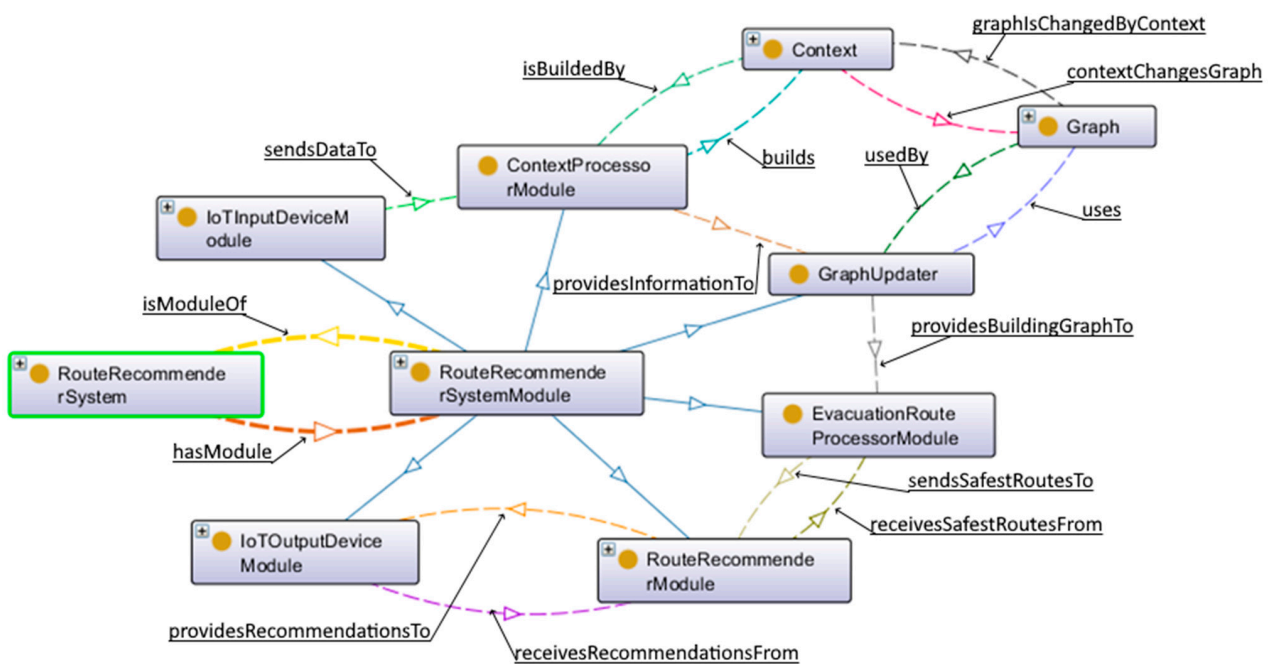 graphIsChangedByContext
Context
isBuildedBy
contextChangesGraph
Graph
sendsDataTo
ContextProcesso
rModule
builds
usedBy
IoTInputDeviceM
odule
uses
GraphUpdater
providesInformationTo
isModuleOf
providesBuildingGraphTo
RouteRecommende
rSystem
RouteRecommende
rSystemModule
EvacuationRoute
ProcessorModule
hasModule
sendsSafestRoutesTo
receivesSafestRoutesFrom
IoTOutputDevice
Module
RouteRecommende
rModule
providesRecommendationsTo
receivesRecommendationsFrom